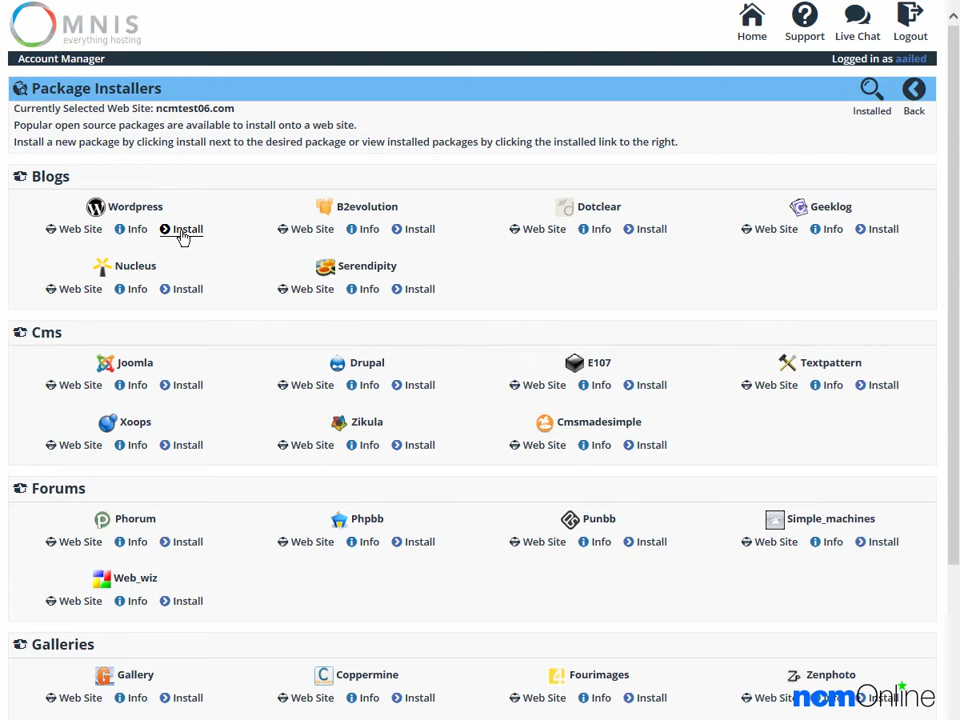 OMNIS
everything hosting
Home Support Live Chat Logout
Account Manager Logged in as aailed
Package Installers
Installed Back
Currently Selected Web Site: ncmtest06.com
Popular open source packages are available to install onto a web site.
Install a new package by clicking install next to the desired package or view installed packages by clicking the installed link to the right.
Blogs
Wordpress B2evolution Dotclear Geeklog
Web Site Info Install Web Site Info Install Web Site Info Install Web Site Info Install
Nucleus Serendipity
Web Site Info Install Web Site Info Install
Cms
Joomla Drupal E107 Textpattern
Web Site Info Install Web Site Info Install Web Site Info Install Web Site Info Install
Xoops Zikula Cmsmadesimple
Web Site Info Install Web Site Info Install Web Site Info Install
Forums
Phorum Phpbb Punbb Simple_machines
Web Site Info Install Web Site Info Install Web Site Info Install Web Site Info Install
Web_wiz
Web Site Info Install
Galleries
Gallery Coppermine Fourimages Zenphoto
Web Site Info Install Web Site Info Install Web Site Info Install Web
ncmOnline